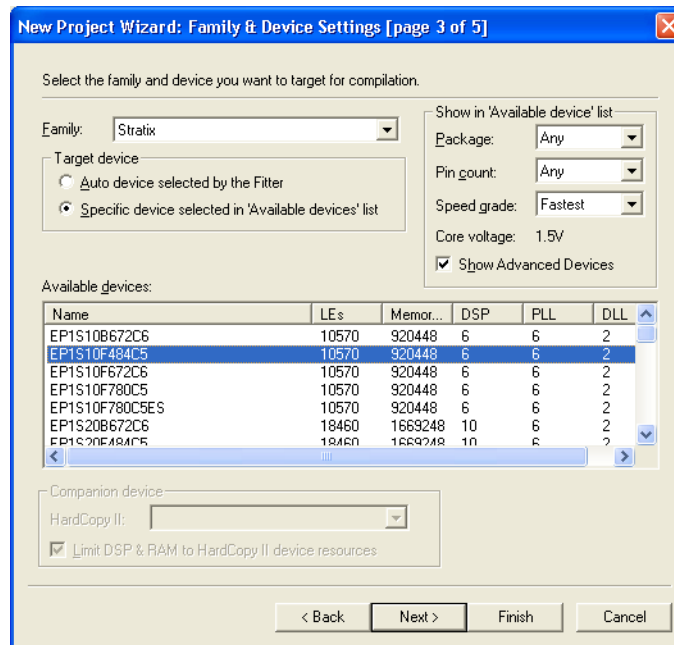 New Project Wizard: Family & Device Settings [page 3 of 5]
Select the family and device you want to target for compilation.
Family: Stratix
Target device
Auto device selected by the Fitter
Specific device selected in 'Available devices' list
Show in 'Available device' list
Package: Any
Pin count: Any
Speed grade: Fastest
Core voltage: 1.5V
Show Advanced Devices
Available devices:
Name LEs Memor... DSP PLL DLL
EP1S10B672C6 10570 920448 6 6 2
EP1S10F484C5 10570 920448 6 6 2
EP1S10F672C6 10570 920448 6 6 2
EP1S10F780C5 10570 920448 6 6 2
EP1S10F780C5ES 10570 920448 6 6 2
EP1S20B672C6 18460 1669248 10 6 2
EP1S20F484C5 18460 1669248 10 6 2
Companion device
HardCopy II:
Limit DSP & RAM to HardCopy II device resources
< Back Next > Finish Cancel